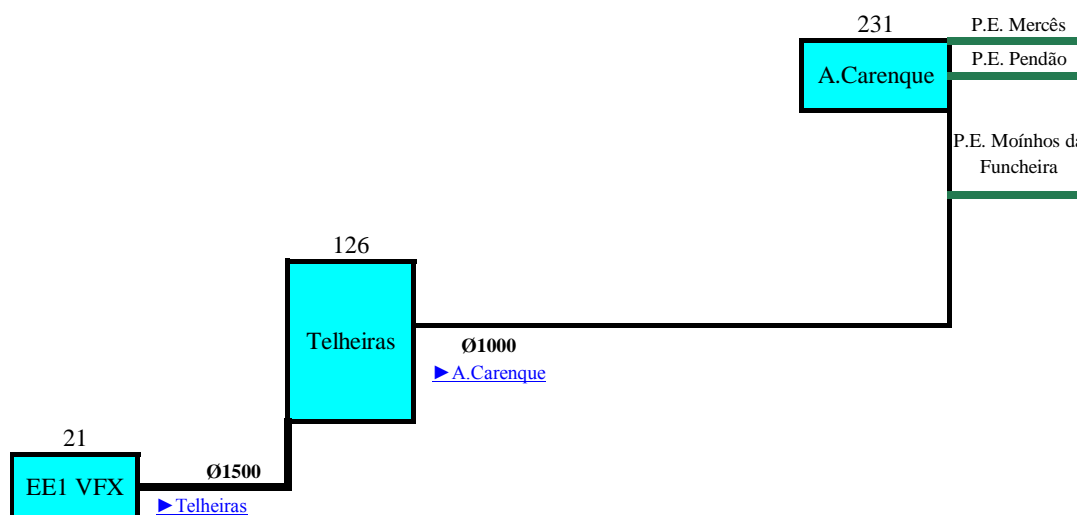 231
P.E. Mercês
A.Carenque
P.E. Pendão
P.E. Moínhos da
Funcheira
126
Telheiras
Ø1000
►A.Carenque
21
EE1 VFX
Ø1500
►Telheiras